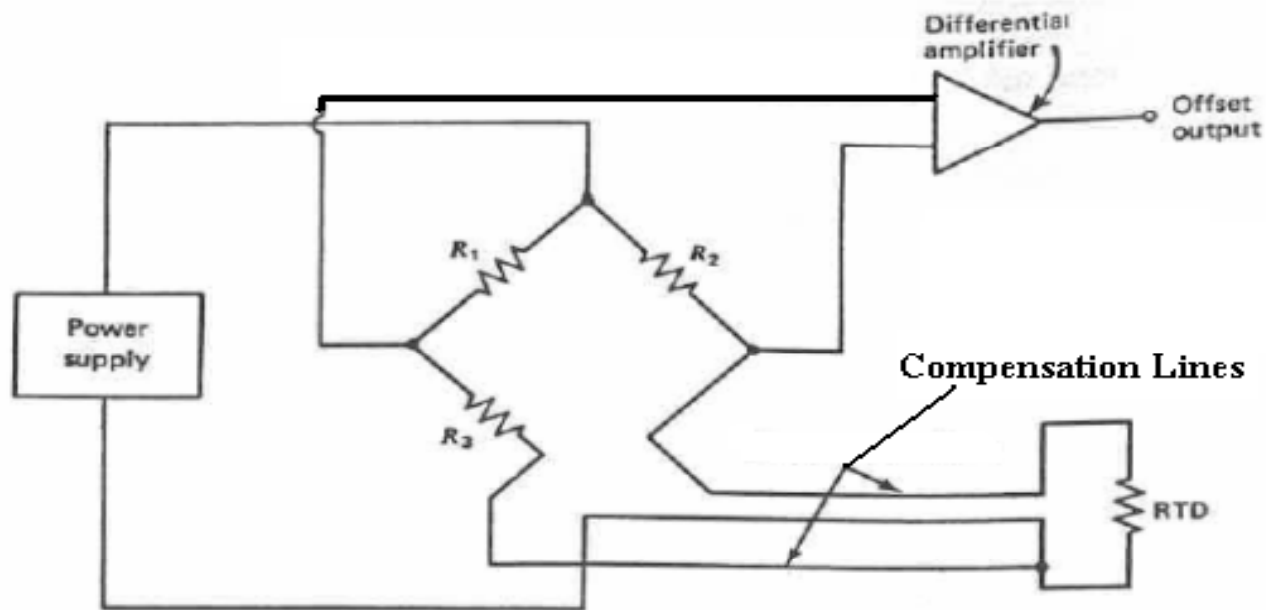 Differential
amplifier
Offset
output
R1
R2
Power
supply
Compensation Lines
R3
RTD